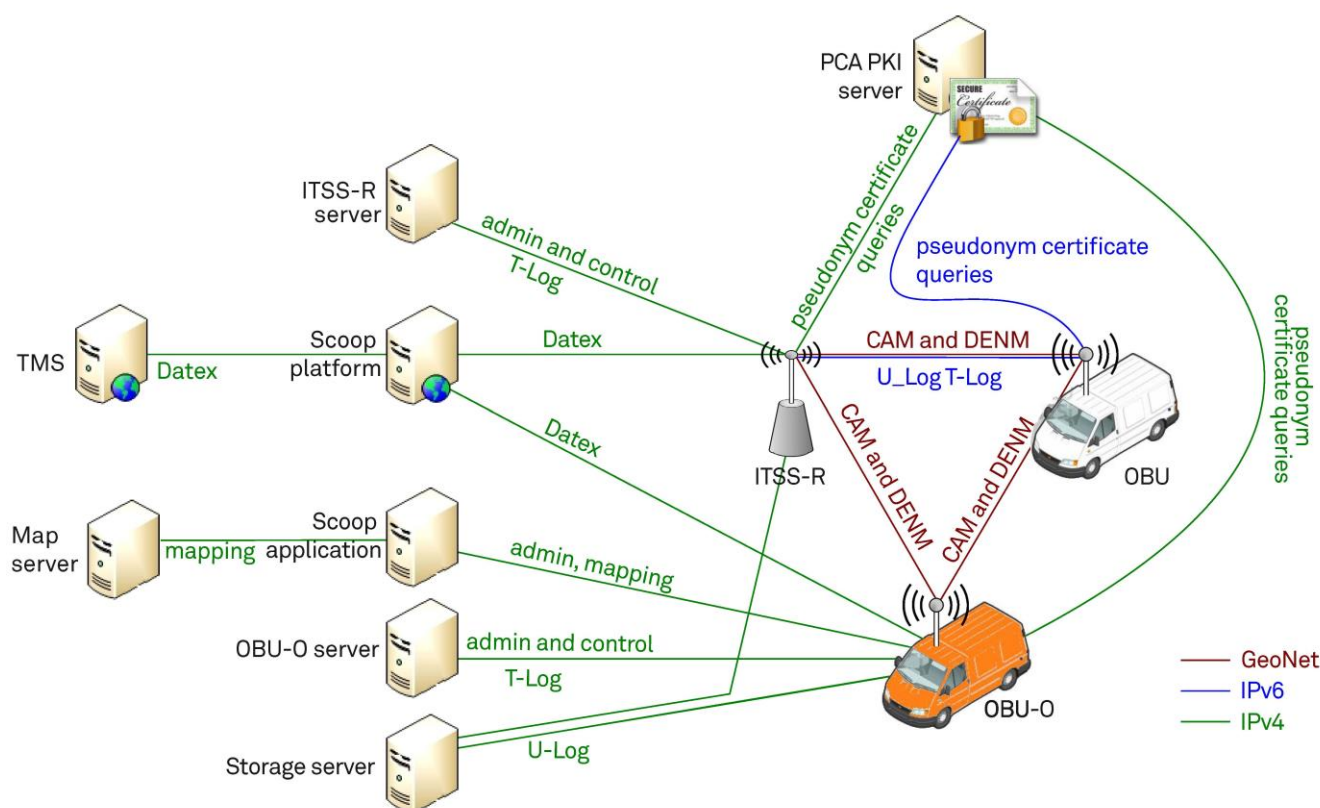 PCA PKI
server
SECURE
Certificate
ITSS-R
server
admin and control
T-Log
pseudonym certificate
queries
pseudonym certificate
queries
pseudonym
certificate queries
TMS
Datex
Scoop
platform
Datex
CAM and DENM
U_Log T-Log
ITSS-R
OBU
Datex
CAM and DENM
CAM and DENM
Map
server
mapping
Scoop
application
admin, mapping
OBU-O server
admin and control
T-Log
OBU-O
Storage server
U-Log
GeoNet
IPv6
IPv4